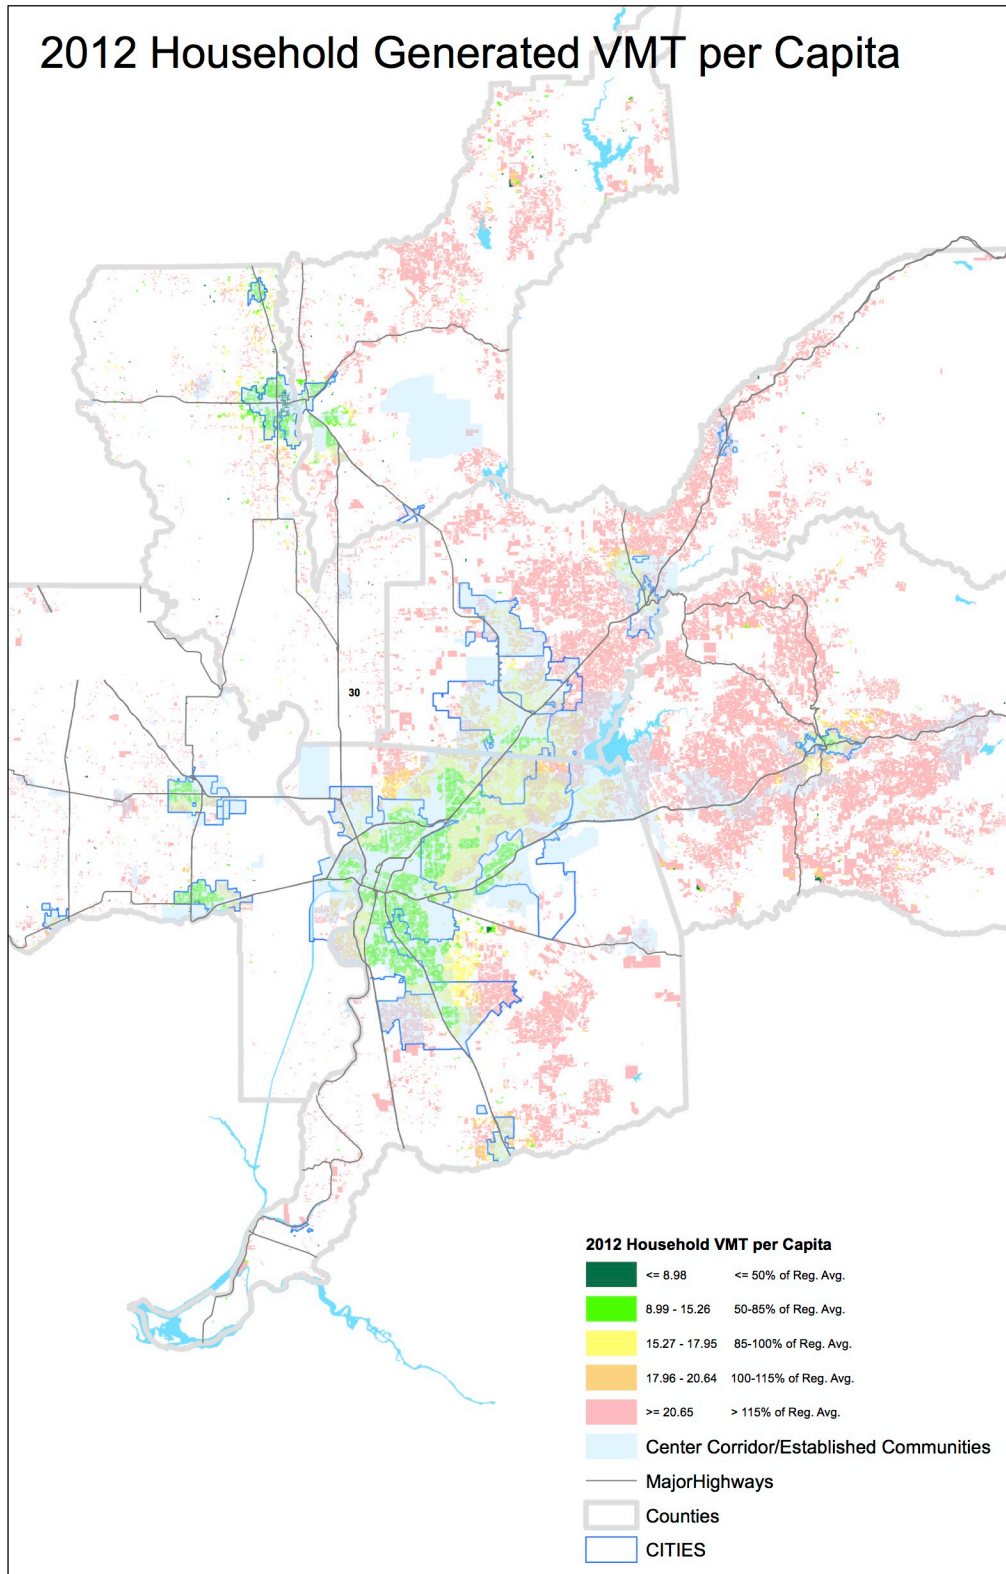 2012 Household Generated VMT per Capita
30
2012 Household VMT per Capita
<= 8.98 <= 50% of Reg. Avg.
8.99 - 15.26 50-85% of Reg. Avg.
15.27 - 17.95 85-100% of Reg. Avg.
17.96 - 20.64 100-115% of Reg. Avg.
>= 20.65 > 115% of Reg. Avg.
Center Corridor/Established Communities
MajorHighways
Counties
CITIES